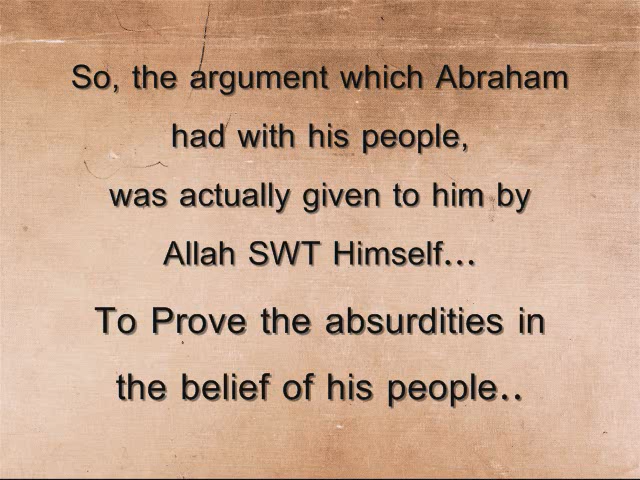 So, the argument which Abraham
had with his people,
was actually given to him by
Allah SWT Himself...
To Prove the absurdities in
the belief of his people..